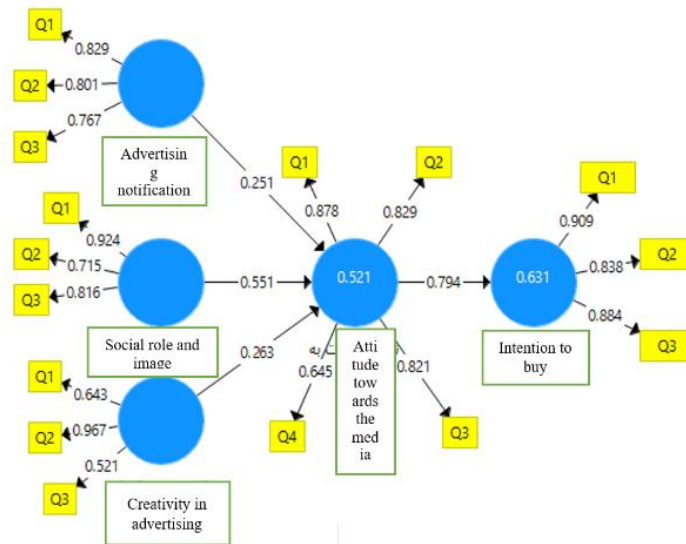 Q1
0.829
Q2
0.801
0.767
Q3
Advertisin
g
notification
0.251
Q1
0.924
Q2
0.715
Q3
0.816
0.551
Social role and
image
Q1
0.643
Q2
0.967
0.521
Q3
0.263
Creativity in
advertising
Q1
Q2
0.878
0.829
0.521
0.645
0.821
Q4
Q3
Atti
tude
tow
ards
the
med
ia
0.794
Q1
0.909
0.631
0.838
Q2
0.884
Q3
Intention to
buy